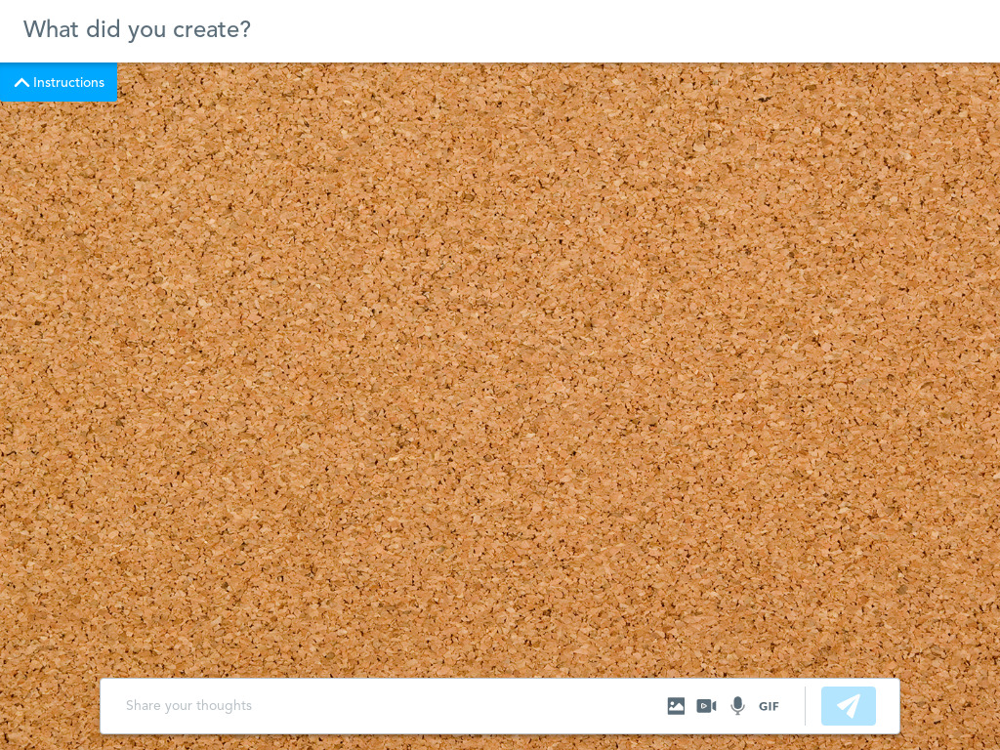 What did you create?
Instructions
Share your thoughts
GIF